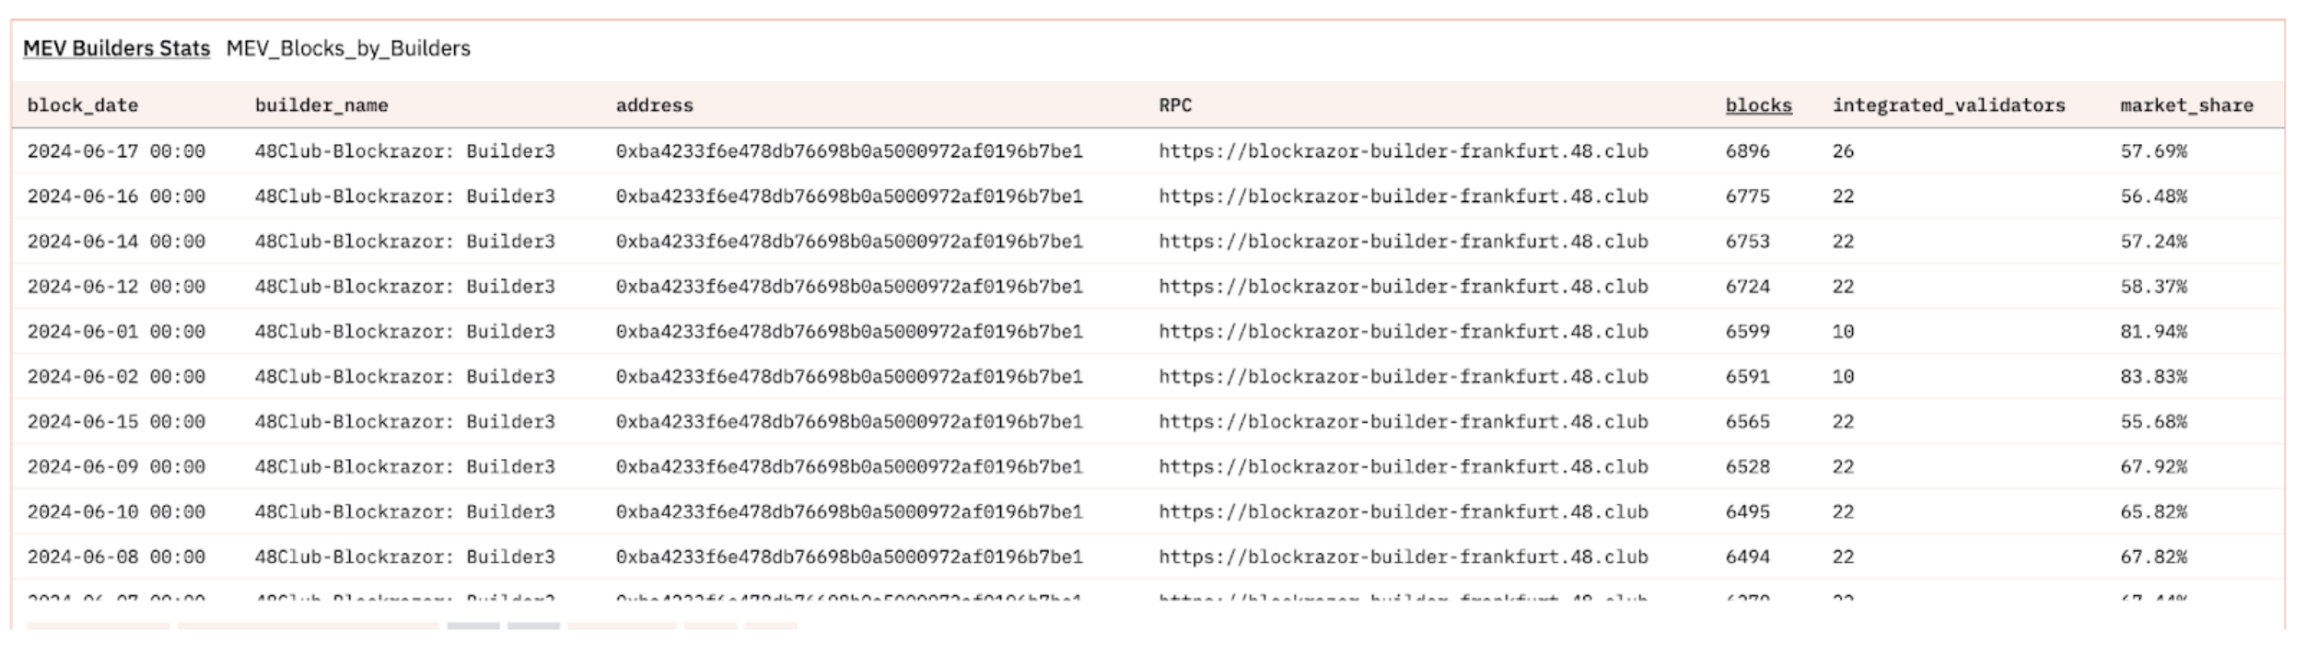 MEV Builders Stats MEV_Blocks_by_Builders
block_date builder_name address RPC blocks integrated_validators market_share
2024-06-17 00:00 48Club-Blockrazor: Builder3 0xba4233f6e478db76698b0a5000972af0196b7be1 https://blockrazor-builder-frankfurt.48.club 6896 26 57.69%
2024-06-16 00:00 48Club-Blockrazor: Builder3 0xba4233f6e478db76698b0a5000972af0196b7be1 https://blockrazor-builder-frankfurt.48.club 6775 22 56.48%
2024-06-14 00:00 48Club-Blockrazor: Builder3 0xba4233f6e478db76698b0a5000972af0196b7be1 https://blockrazor-builder-frankfurt.48.club 6753 22 57.24%
2024-06-12 00:00 48Club-Blockrazor: Builder3 0xba4233f6e478db76698b0a5000972af0196b7be1 https://blockrazor-builder-frankfurt.48.club 6724 22 58.37%
2024-06-01 00:00 48Club-Blockrazor: Builder3 0xba4233f6e478db76698b0a5000972af0196b7be1 https://blockrazor-builder-frankfurt.48.club 6599 10 81.94%
2024-06-02 00:00 48Club-Blockrazor: Builder3 0xba4233f6e478db76698b0a5000972af0196b7be1 https://blockrazor-builder-frankfurt.48.club 6591 10 83.83%
2024-06-15 00:00 48Club-Blockrazor: Builder3 0xba4233f6e478db76698b0a5000972af0196b7be1 https://blockrazor-builder-frankfurt.48.club 6565 22 55.68%
2024-06-09 00:00 48Club-Blockrazor: Builder3 0xba4233f6e478db76698b0a5000972af0196b7be1 https://blockrazor-builder-frankfurt.48.club 6528 22 67.92%
2024-06-10 00:00 48Club-Blockrazor: Builder3 0xba4233f6e478db76698b0a5000972af0196b7be1 https://blockrazor-builder-frankfurt.48.club 6495 22 65.82%
2024-06-08 00:00 48Club-Blockrazor: Builder3 0xba4233f6e478db76698b0a5000972af0196b7be1 https://blockrazor-builder-frankfurt.48.club 6494 22 67.82%